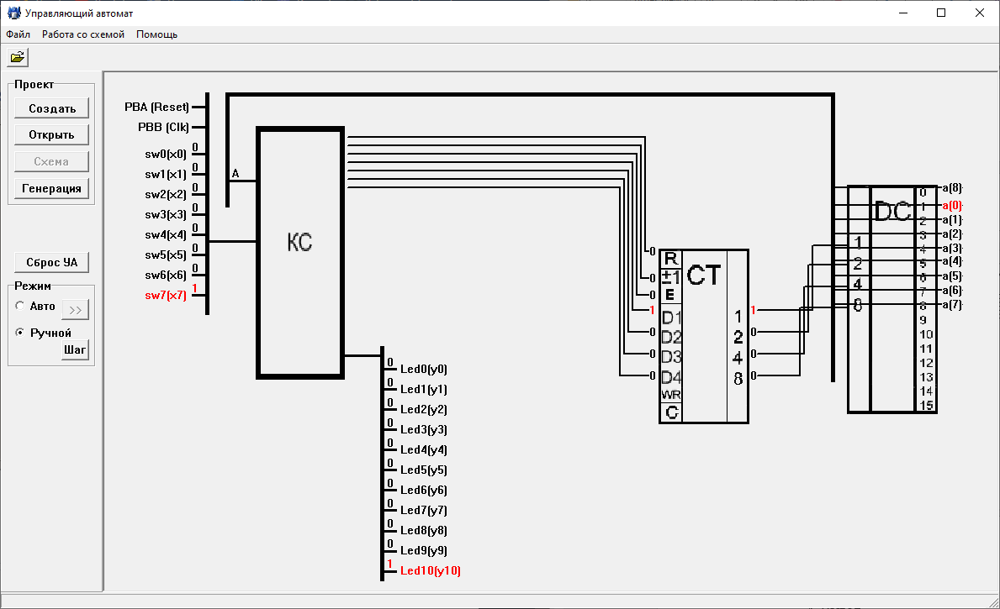 Управляющий автомат
Файл Работа со схемой Помощь
Проект
Создать
Открыть
Схема
Генерация
Сброс УА
Режим
Авто >>
Ручной
Шаг
PBA (Reset)
PBB (Clk)
0
sw0(x0)
0
sw1(x1)
0
sw2(x2)
0
sw3(x3)
0
sw4(x4)
0
sw5(x5)
0
sw6(x6)
1
sw7(x7)
A
КС
0
Led0(y0)
0
Led1(y1)
0
Led2(y2)
0
Led3(y3)
0
Led4(y4)
0
Led5(y5)
0
Led6(y6)
0
Led7(y7)
0
Led8(y8)
0
Led9(y9)
1
Led10(y10)
CT
0 R
0 ±1
0 E
1 D1 1 1
0 D2 2 0
0 D3 4 0
0 D4 8 0
WR
C
DC
1
2
4
8
0 a(8)
1 a(0)
2 a(1)
3 a(2)
4 a(3)
5 a(4)
6 a(5)
7 a(6)
8 a(7)
9
10
11
12
13
14
15